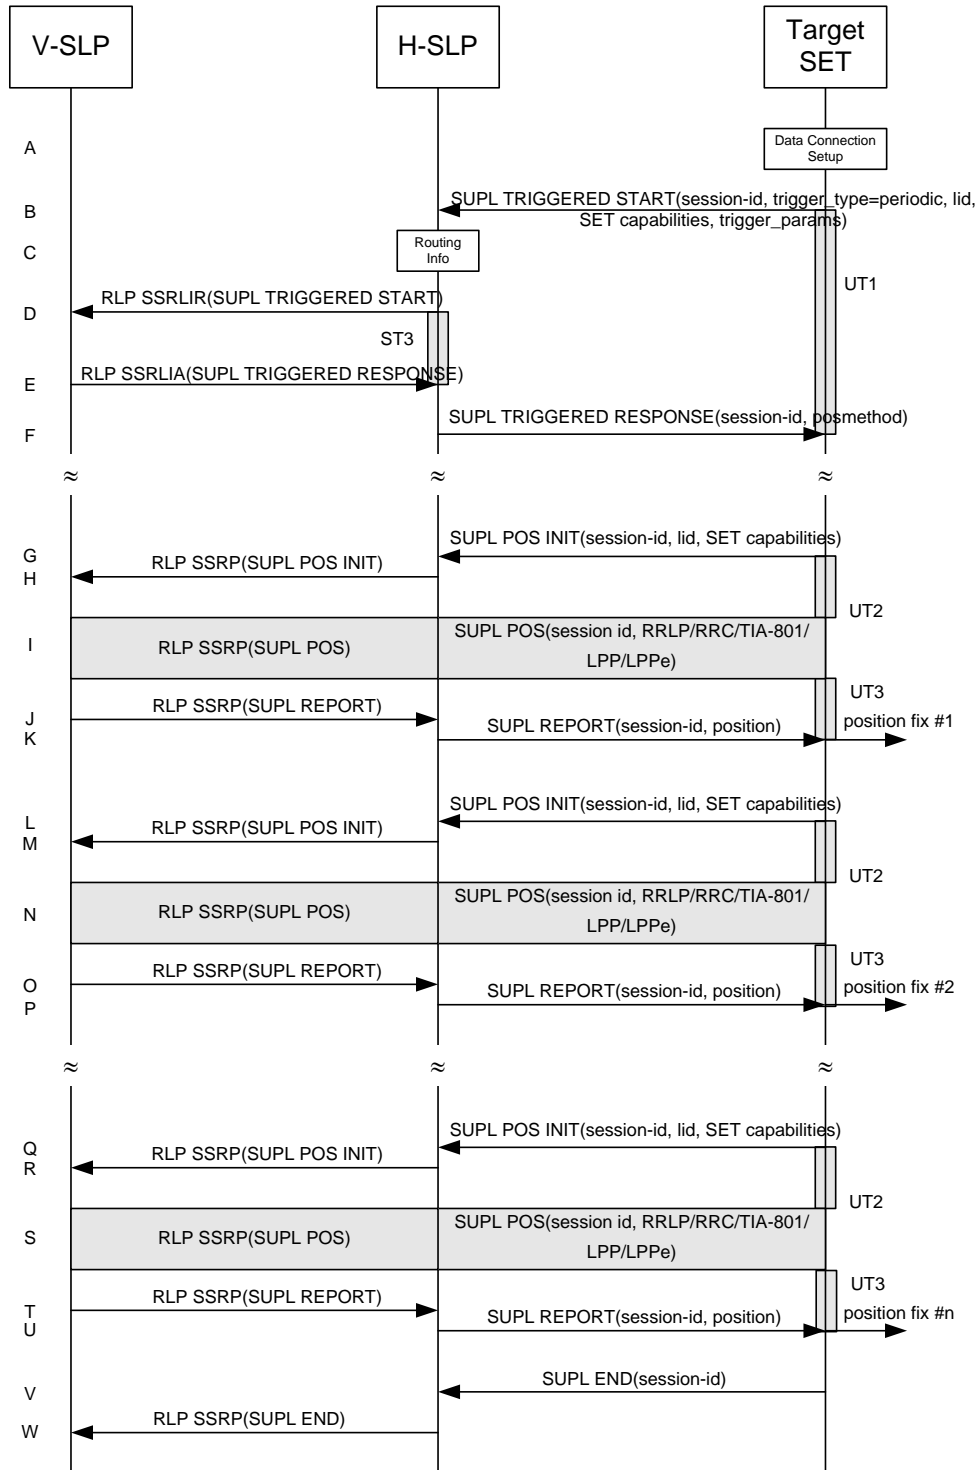 V-SLP
H-SLP
Target
SET
A
Data Connection
Setup
B
SUPL TRIGGERED START(session-id, trigger_type=periodic, lid,
SET capabilities, trigger_params)
C
Routing
Info
UT1
D
RLP SSRLIR(SUPL TRIGGERED START)
ST3
E
RLP SSRLIA(SUPL TRIGGERED RESPONSE)
F
SUPL TRIGGERED RESPONSE(session-id, posmethod)
≈ ≈ ≈
G
SUPL POS INIT(session-id, lid, SET capabilities)
H
RLP SSRP(SUPL POS INIT)
UT2
I
RLP SSRP(SUPL POS)
SUPL POS(session id, RRLP/RRC/TIA-801/
LPP/LPPe)
J
RLP SSRP(SUPL REPORT)
UT3
K
SUPL REPORT(session-id, position)
position fix #1
L
SUPL POS INIT(session-id, lid, SET capabilities)
M
RLP SSRP(SUPL POS INIT)
UT2
N
RLP SSRP(SUPL POS)
SUPL POS(session id, RRLP/RRC/TIA-801/
LPP/LPPe)
O
RLP SSRP(SUPL REPORT)
UT3
P
SUPL REPORT(session-id, position)
position fix #2
≈ ≈ ≈
Q
SUPL POS INIT(session-id, lid, SET capabilities)
R
RLP SSRP(SUPL POS INIT)
UT2
S
RLP SSRP(SUPL POS)
SUPL POS(session id, RRLP/RRC/TIA-801/
LPP/LPPe)
T
RLP SSRP(SUPL REPORT)
UT3
U
SUPL REPORT(session-id, position)
position fix #n
V
SUPL END(session-id)
W
RLP SSRP(SUPL END)